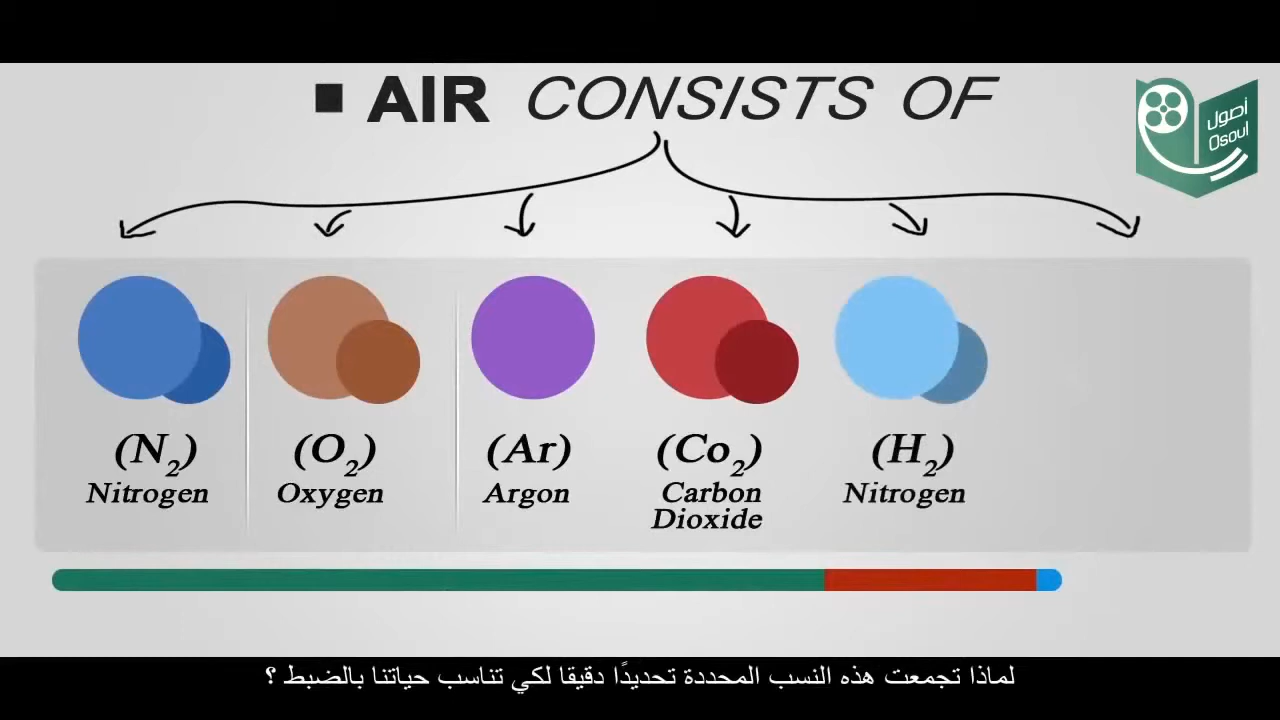 ▪ AIR CONSISTS OF
أصول
Osoul
(N₂)
Nitrogen
(O₂)
Oxygen
(Ar)
Argon
(Co₂)
Carbon
Dioxide
(H₂)
Nitrogen
لماذا تجمعت هذه النسب المحددة تحديدًا دقيقا لكي تناسب حياتنا بالضبط ؟